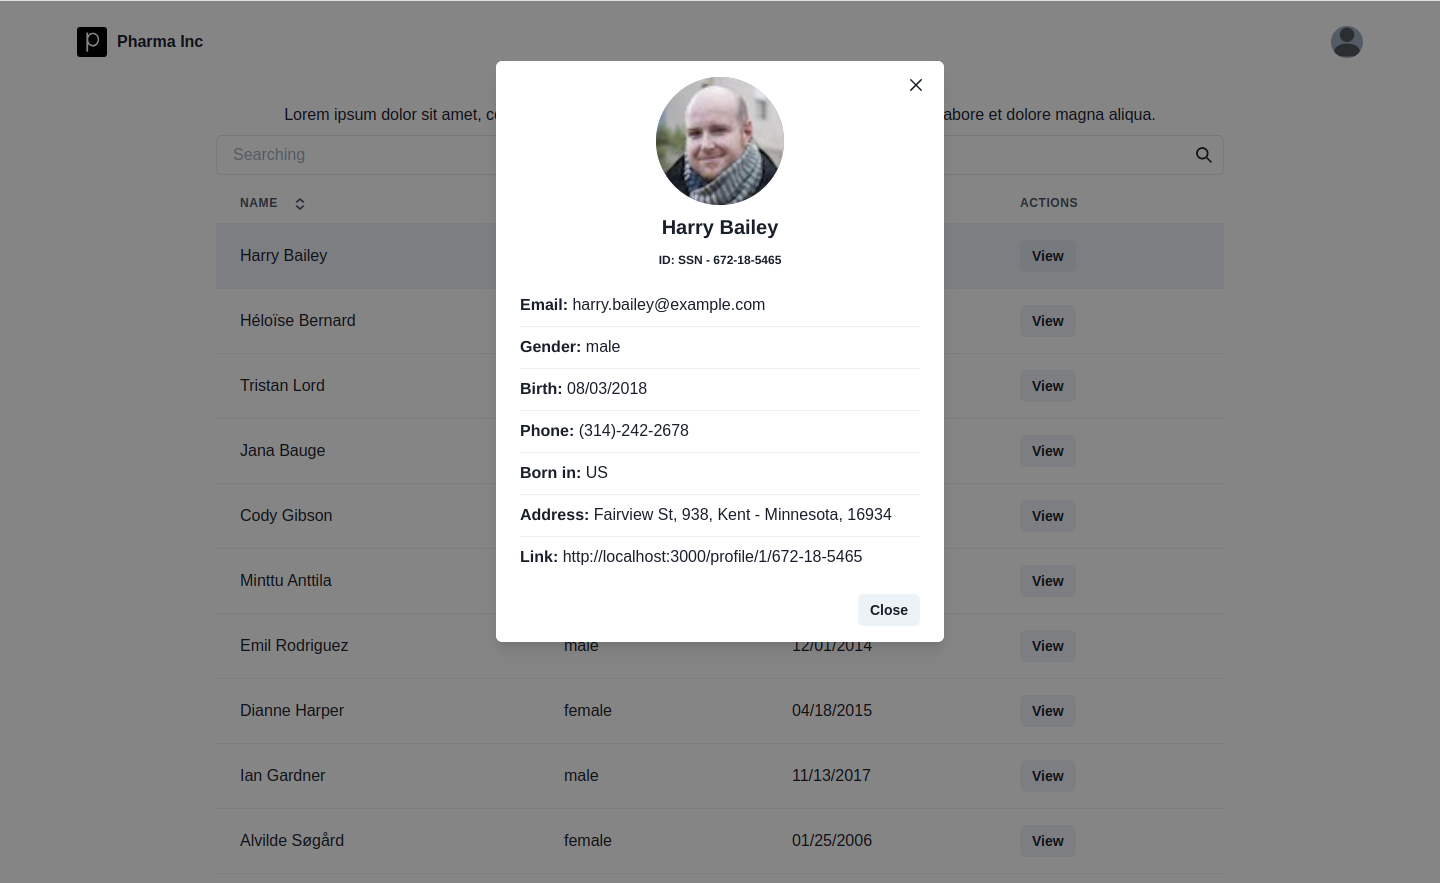 Pharma Inc
Lorem ipsum dolor sit amet, abore et dolore magna aliqua.
Searching
NAME ACTIONS
Harry Bailey View
Héloïse Bernard View
Tristan Lord View
Jana Bauge View
Cody Gibson View
Minttu Anttila View
Emil Rodriguez male 12/01/2014 View
Dianne Harper female 04/18/2015 View
Ian Gardner male 11/13/2017 View
Alvilde Søgård female 01/25/2006 View
Harry Bailey
ID: SSN - 672-18-5465
Email: harry.bailey@example.com
Gender: male
Birth: 08/03/2018
Phone: (314)-242-2678
Born in: US
Address: Fairview St, 938, Kent - Minnesota, 16934
Link: http://localhost:3000/profile/1/672-18-5465
Close